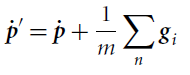 ṗ′ = ṗ + 1/m ∑ₙ gᵢ